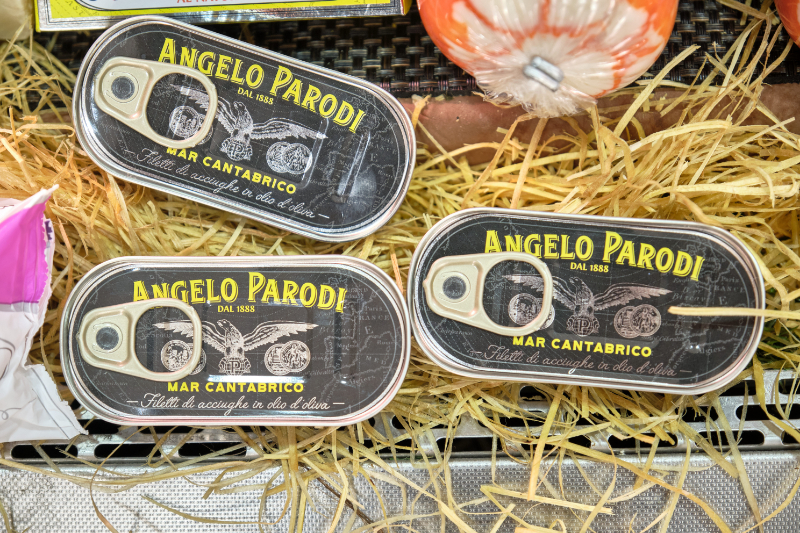 ANGELO PARODI
DAL 1888
MAR CANTABRICO
Filetti di acciughe in olio d'oliva
ANGELO PARODI
DAL 1888
MAR CANTABRICO
Filetti di acciughe in olio d'oliva
ANGELO PARODI
DAL 1888
MAR CANTABRICO
Filetti di acciughe in olio d'oliva